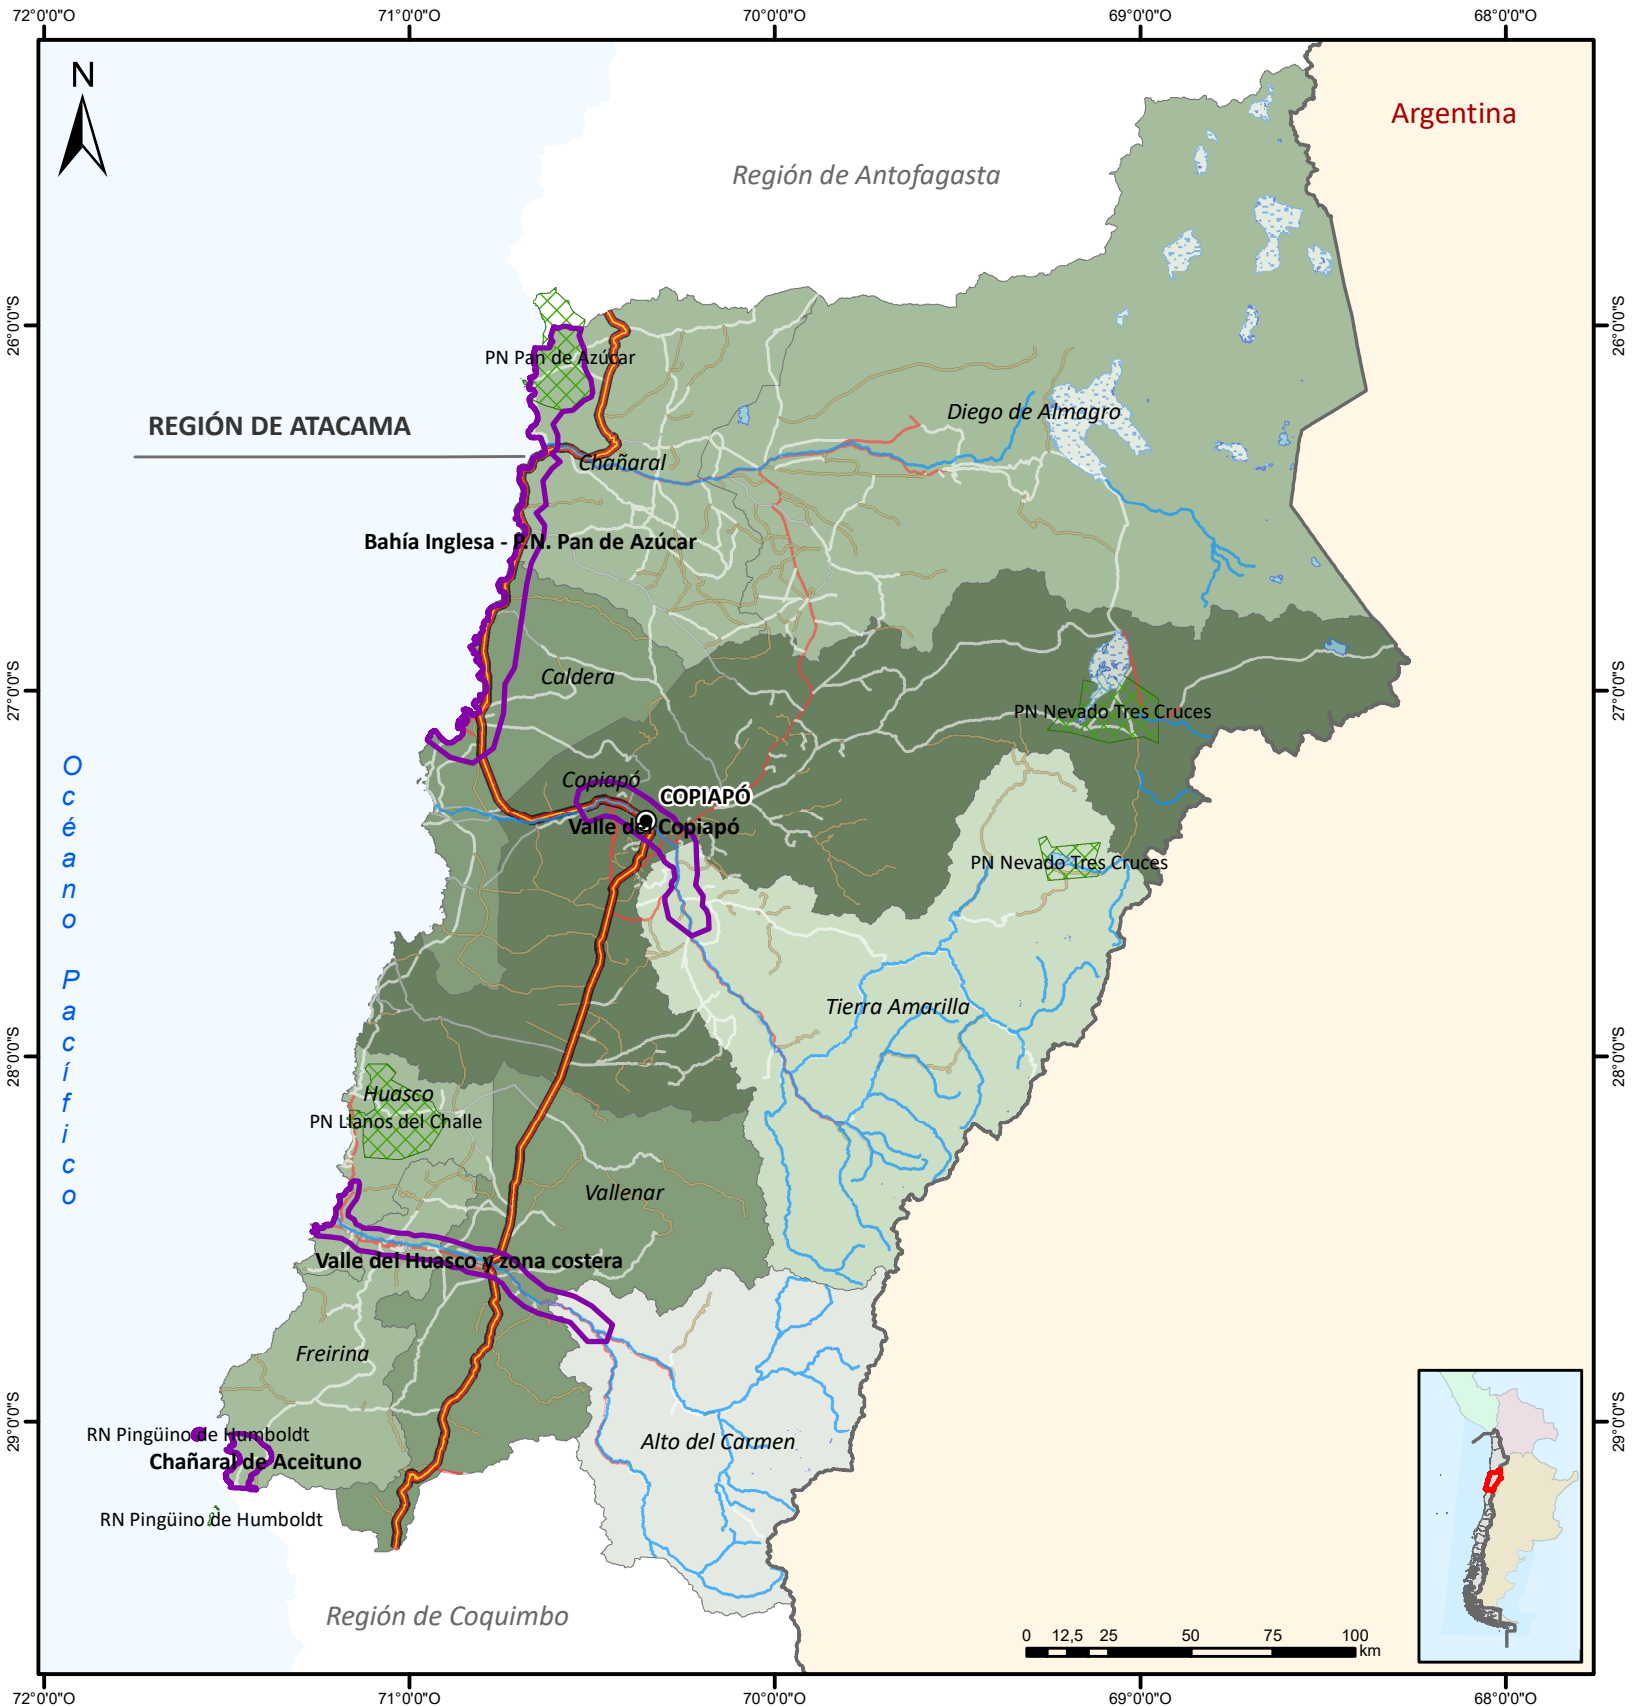 72°0'0"O
71°0'0"O
70°0'0"O
69°0'0"O
68°0'0"O
N
Argentina
Región de Antofagasta
26°0'0"S
26°0'0"S
PN Pan de Azúcar
REGIÓN DE ATACAMA
Diego de Almagro
Chañaral
Bahía Inglesa - P.N. Pan de Azúcar
27°0'0"S
27°0'0"S
Caldera
PN Nevado Tres Cruces
Océano Pacífico
Copiapó
COPIAPÓ
Valle del Copiapó
PN Nevado Tres Cruces
Tierra Amarilla
28°0'0"S
28°0'0"S
Huasco
PN Llanos del Challe
Vallenar
Valle del Huasco y zona costera
Freirina
29°0'0"S
29°0'0"S
RN Pingüino de Humboldt
Alto del Carmen
Chañaral de Aceituno
RN Pingüino de Humboldt
Región de Coquimbo
0 12,5 25 50 75 100
km
72°0'0"O
71°0'0"O
70°0'0"O
69°0'0"O
68°0'0"O